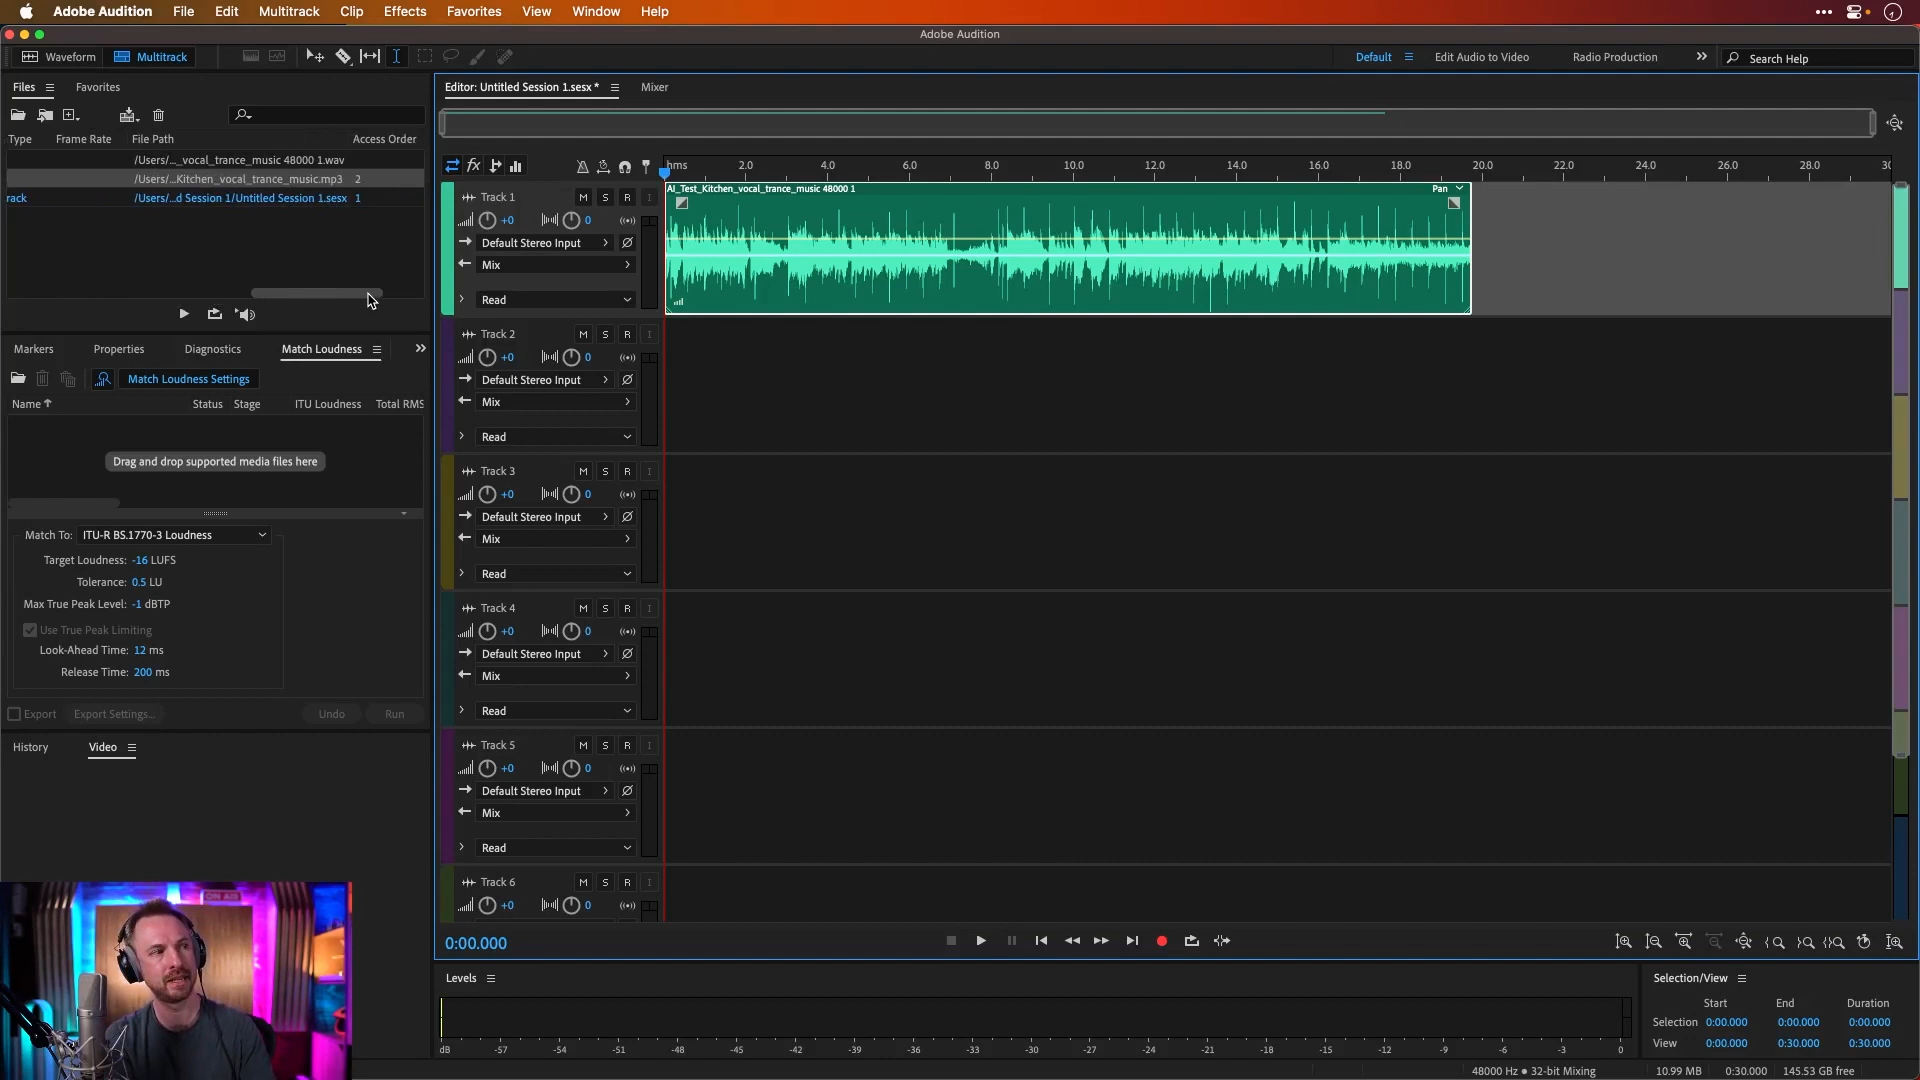 Adobe Audition File Edit Multitrack Clip Effects Favorites View Window Help
Adobe Audition
Waveform Multitrack Default Edit Audio to Video Radio Production Search Help
Files Favorites
Type Frame Rate File Path Access Order
/Users/..._vocal_trance_music 48000 1.wav
/Users/...Kitchen_vocal_trance_music.mp3 2
rack /Users/...d Session 1/Untitled Session 1.sesx 1
Markers Properties Diagnostics Match Loudness
Match Loudness Settings
Name Status Stage ITU Loudness Total RMS
Drag and drop supported media files here
Match To: ITU-R BS.1770-3 Loudness
Target Loudness: -16 LUFS
Tolerance: 0.5 LU
Max True Peak Level: -1 dBTP
Use True Peak Limiting
Look-Ahead Time: 12 ms
Release Time: 200 ms
Export Export Settings... Undo Run
History Video
ON AIR
Editor: Untitled Session 1.sesx * Mixer
fx hms 2.0 4.0 6.0 8.0 10.0 12.0 14.0 16.0 18.0 20.0 22.0 24.0 26.0 28.0 30
AI_Test_Kitchen_vocal_trance_music 48000 1 Pan
Track 1 M S R I
+0 0
Default Stereo Input
Mix
Read
Track 2 M S R I
+0 0
Default Stereo Input
Mix
Read
Track 3 M S R I
+0 0
Default Stereo Input
Mix
Read
Track 4 M S R I
+0 0
Default Stereo Input
Mix
Read
Track 5 M S R I
+0 0
Default Stereo Input
Mix
Read
Track 6 M S R I
+0 0
0:00.000
Levels
dB -57 -54 -51 -48 -45 -42 -39 -36 -33 -30 -27 -24 -21 -18 -15 -12 -9 -6 -3 0
Selection/View
Start End Duration
Selection 0:00.000 0:00.000 0:00.000
View 0:00.000 0:30.000 0:30.000
48000 Hz ● 32-bit Mixing 10.99 MB 0:30.000 145.53 GB free